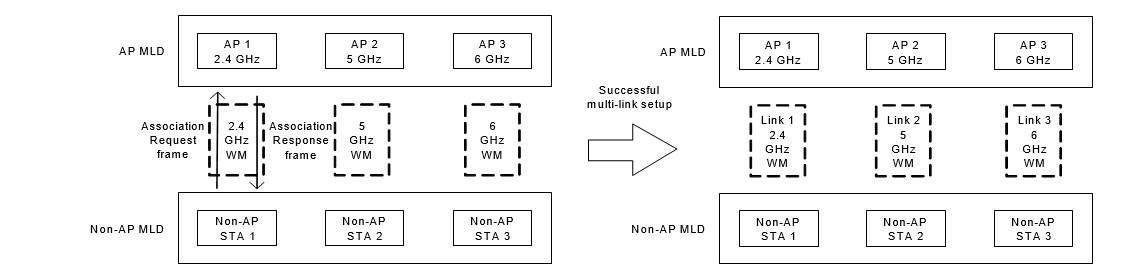 AP MLD
AP 1
2.4 GHz
AP 2
5 GHz
AP 3
6 GHz
Association
Request
frame
2.4
GHz
WM
Association
Response
frame
5
GHz
WM
6
GHz
WM
Non-AP MLD
Non-AP
STA 1
Non-AP
STA 2
Non-AP
STA 3
Successful
multi-link setup
AP MLD
AP 1
2.4 GHz
AP 2
5 GHz
AP 3
6 GHz
Link 1
2.4
GHz
WM
Link 2
5
GHz
WM
Link 3
6
GHz
WM
Non-AP MLD
Non-AP
STA 1
Non-AP
STA 2
Non-AP
STA 3